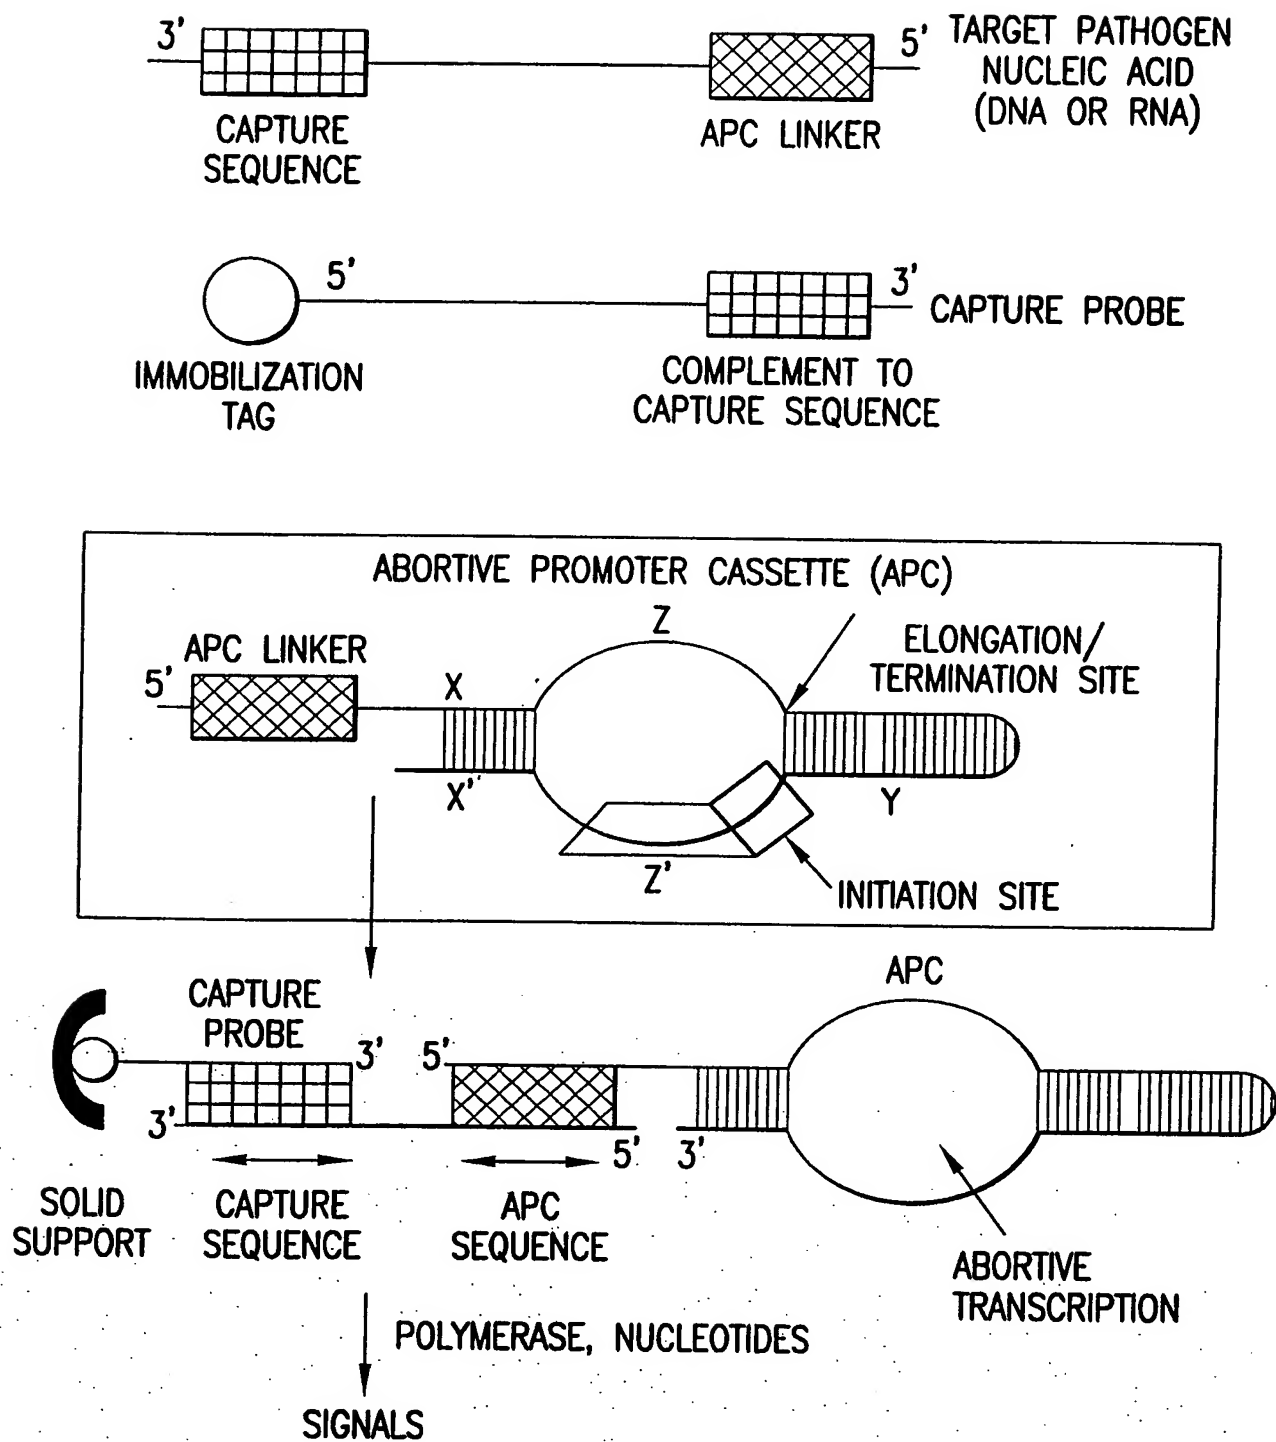 3'
5'
TARGET PATHOGEN
NUCLEIC ACID
(DNA OR RNA)
CAPTURE
SEQUENCE
APC LINKER
5'
3'
CAPTURE PROBE
IMMOBILIZATION
TAG
COMPLEMENT TO
CAPTURE SEQUENCE
ABORTIVE PROMOTER CASSETTE (APC)
Z
ELONGATION/
TERMINATION SITE
APC LINKER
5'
X
X'
Y
Z'
INITIATION SITE
APC
CAPTURE
PROBE
3'
5'
3'
5'
3'
SOLID
SUPPORT
CAPTURE
SEQUENCE
APC
SEQUENCE
ABORTIVE
TRANSCRIPTION
POLYMERASE, NUCLEOTIDES
SIGNALS